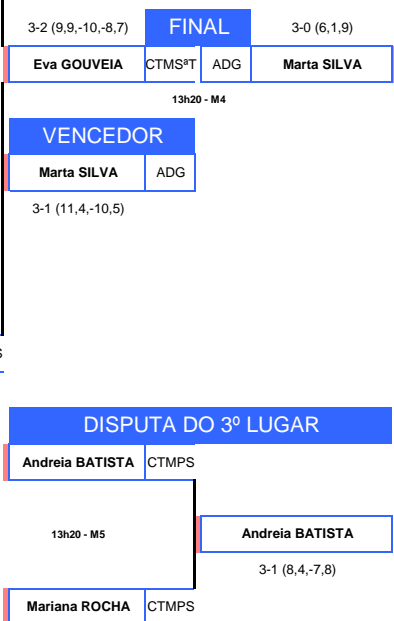 3-2 (9,9,-10,-8,7) FINAL 3-0 (6,1,9)
Eva GOUVEIA CTMSªT ADG Marta SILVA
13h20 - M4
VENCEDOR
Marta SILVA ADG
3-1 (11,4,-10,5)
S
DISPUTA DO 3º LUGAR
Andreia BATISTA CTMPS
13h20 - M5 Andreia BATISTA
3-1 (8,4,-7,8)
Mariana ROCHA CTMPS